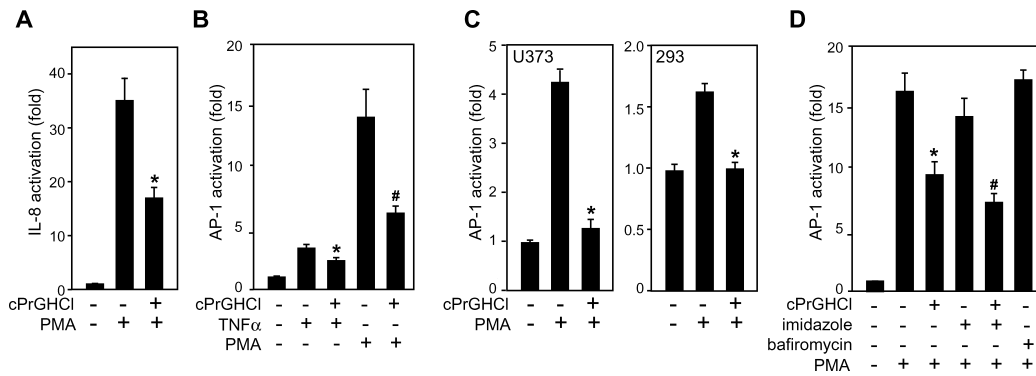 A
IL-8 activation (fold)
40
30
20
10
0
* 
cPrGHCl - - +
PMA - + +
B
AP-1 activation (fold)
20
15
10
5
0
*
#
cPrGHCl - - + - +
TNFα - + + - -
PMA - - - + +
C
AP-1 activation (fold)
U373
5
4
3
2
1
0
*
cPrGHCl - - +
PMA - + +
293
2.0
1.5
1.0
0.5
0
*
- - +
- + +
D
AP-1 activation (fold)
20
15
10
5
0
*
#
cPrGHCl - - + - + -
imidazole - - - + + -
bafiromycin - - - - - +
PMA - + + + + +